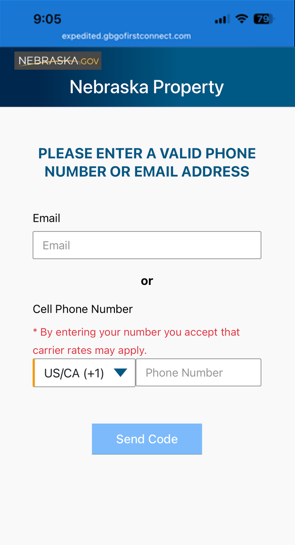 9:05
79
expedited.gbgofirstconnect.com
NEBRASKA.GOV
Nebraska Property
PLEASE ENTER A VALID PHONE
NUMBER OR EMAIL ADDRESS
Email
Email
or
Cell Phone Number
* By entering your number you accept that
carrier rates may apply.
US/CA (+1)
Phone Number
Send Code